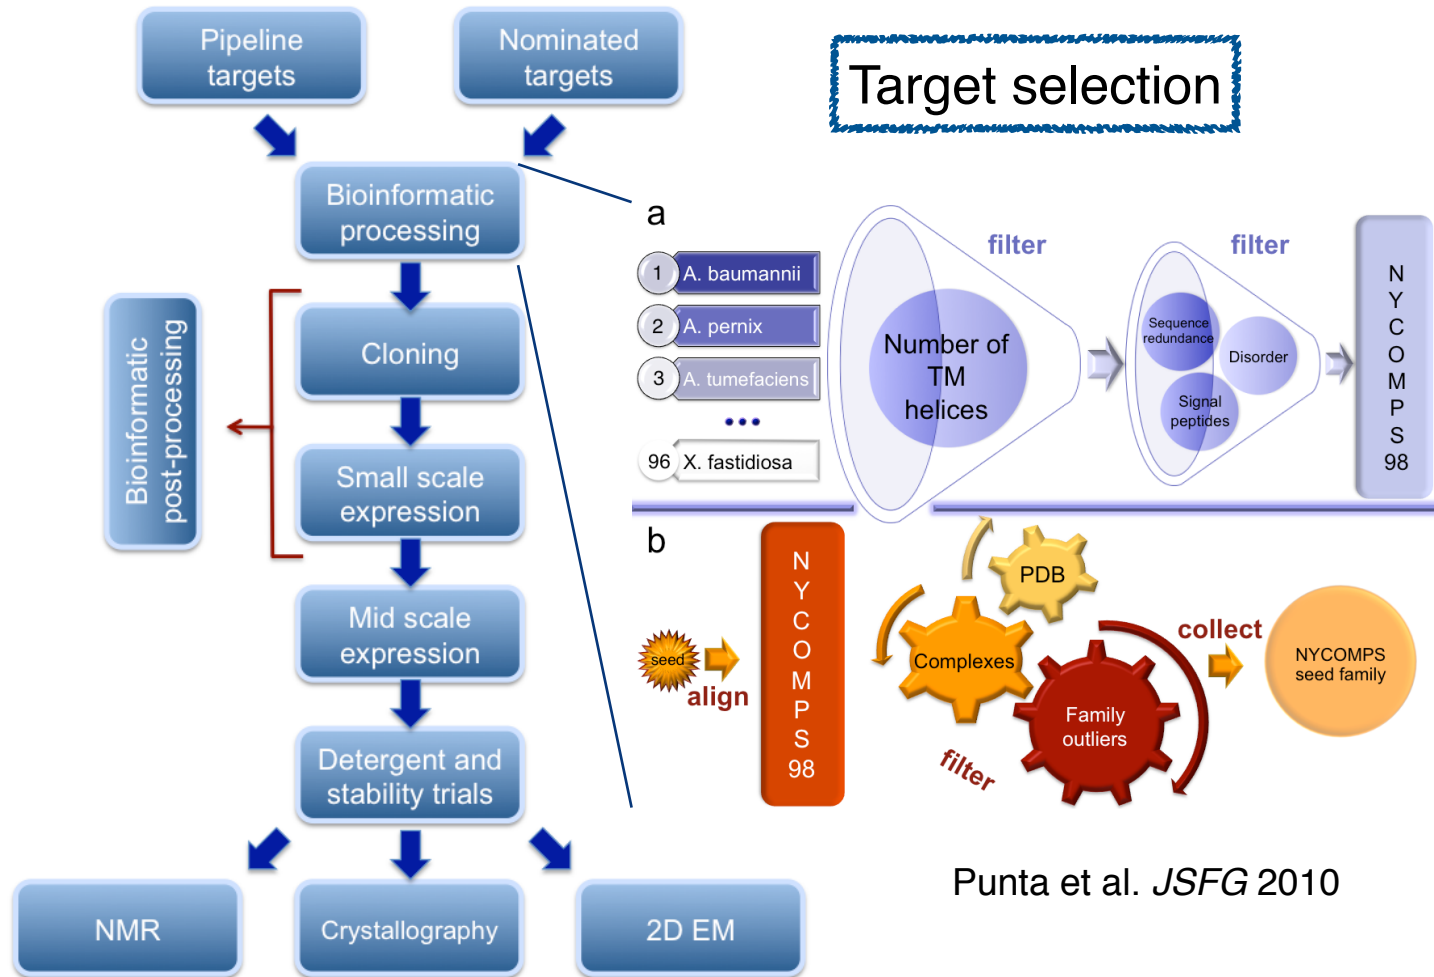 Pipeline
targets
Nominated
targets
Target selection
Bioinformatic
processing
Cloning
Small scale
expression
Bioinformatic
post-processing
Mid scale
expression
Detergent and
stability trials
NMR
Crystallography
2D EM
a
1 A. baumannii
2 A. pernix
3 A. tumefaciens
•••
96 X. fastidiosa
filter
Number of
TM
helices
filter
Sequence
redundance
Disorder
Signal
peptides
N
Y
C
O
M
P
S
98
b
seed
align
N
Y
C
O
M
P
S
98
PDB
Complexes
Family
outliers
filter
collect
NYCOMPS
seed family
Punta et al. JSFG 2010